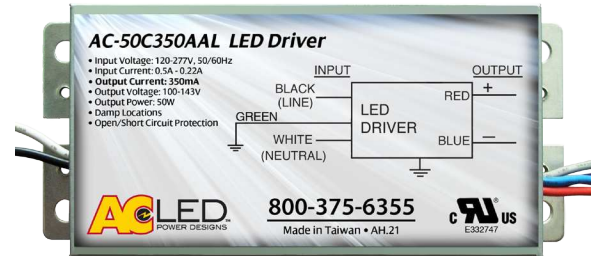 AC-50C350AAL LED Driver
• Input Voltage: 120-277V, 50/60Hz
• Input Current: 0.5A - 0.22A
• Output Current: 350mA
• Output Voltage: 100-143V
• Output Power: 50W
• Damp Locations
• Open/Short Circuit Protection
INPUT
OUTPUT
BLACK
(LINE)
GREEN
WHITE
(NEUTRAL)
LED
DRIVER
RED +
BLUE –
AC LED
POWER DESIGNS
800-375-6355
Made in Taiwan • AH.21
c RU US
E332747